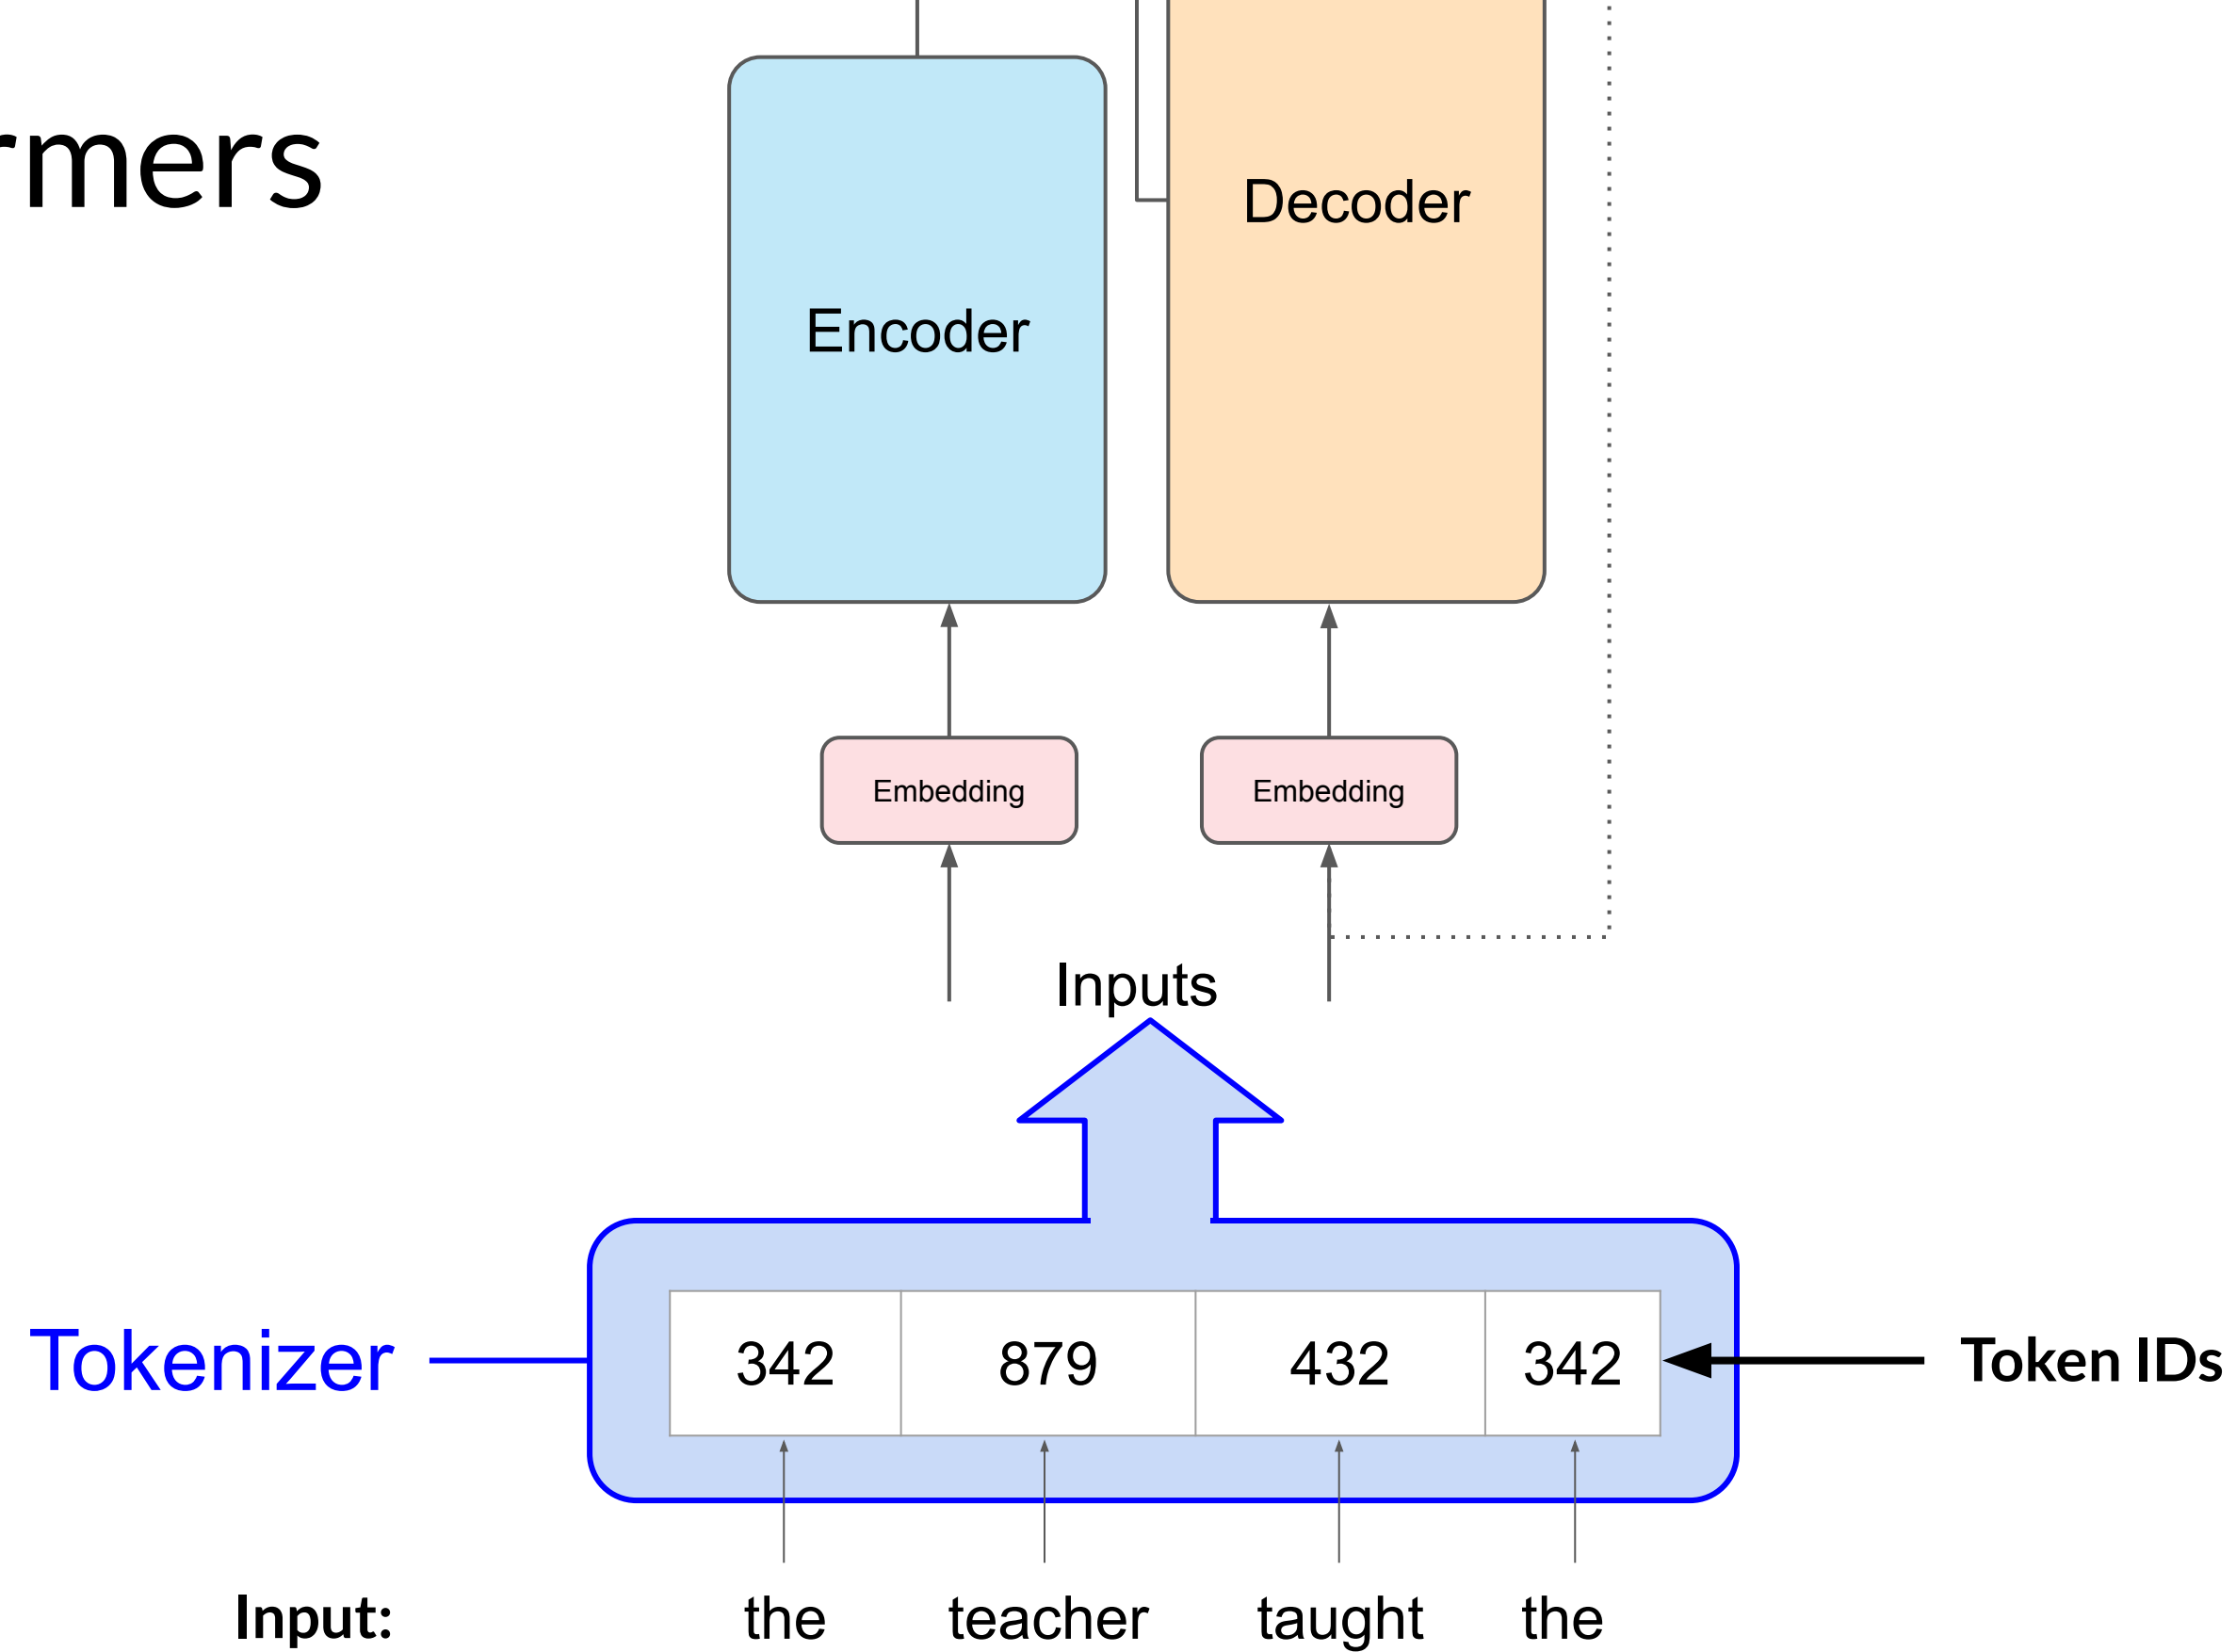 rmers
Decoder
Encoder
Embedding Embedding
Inputs
Tokenizer 342 879 432 342 Token IDs
Input: the teacher taught the